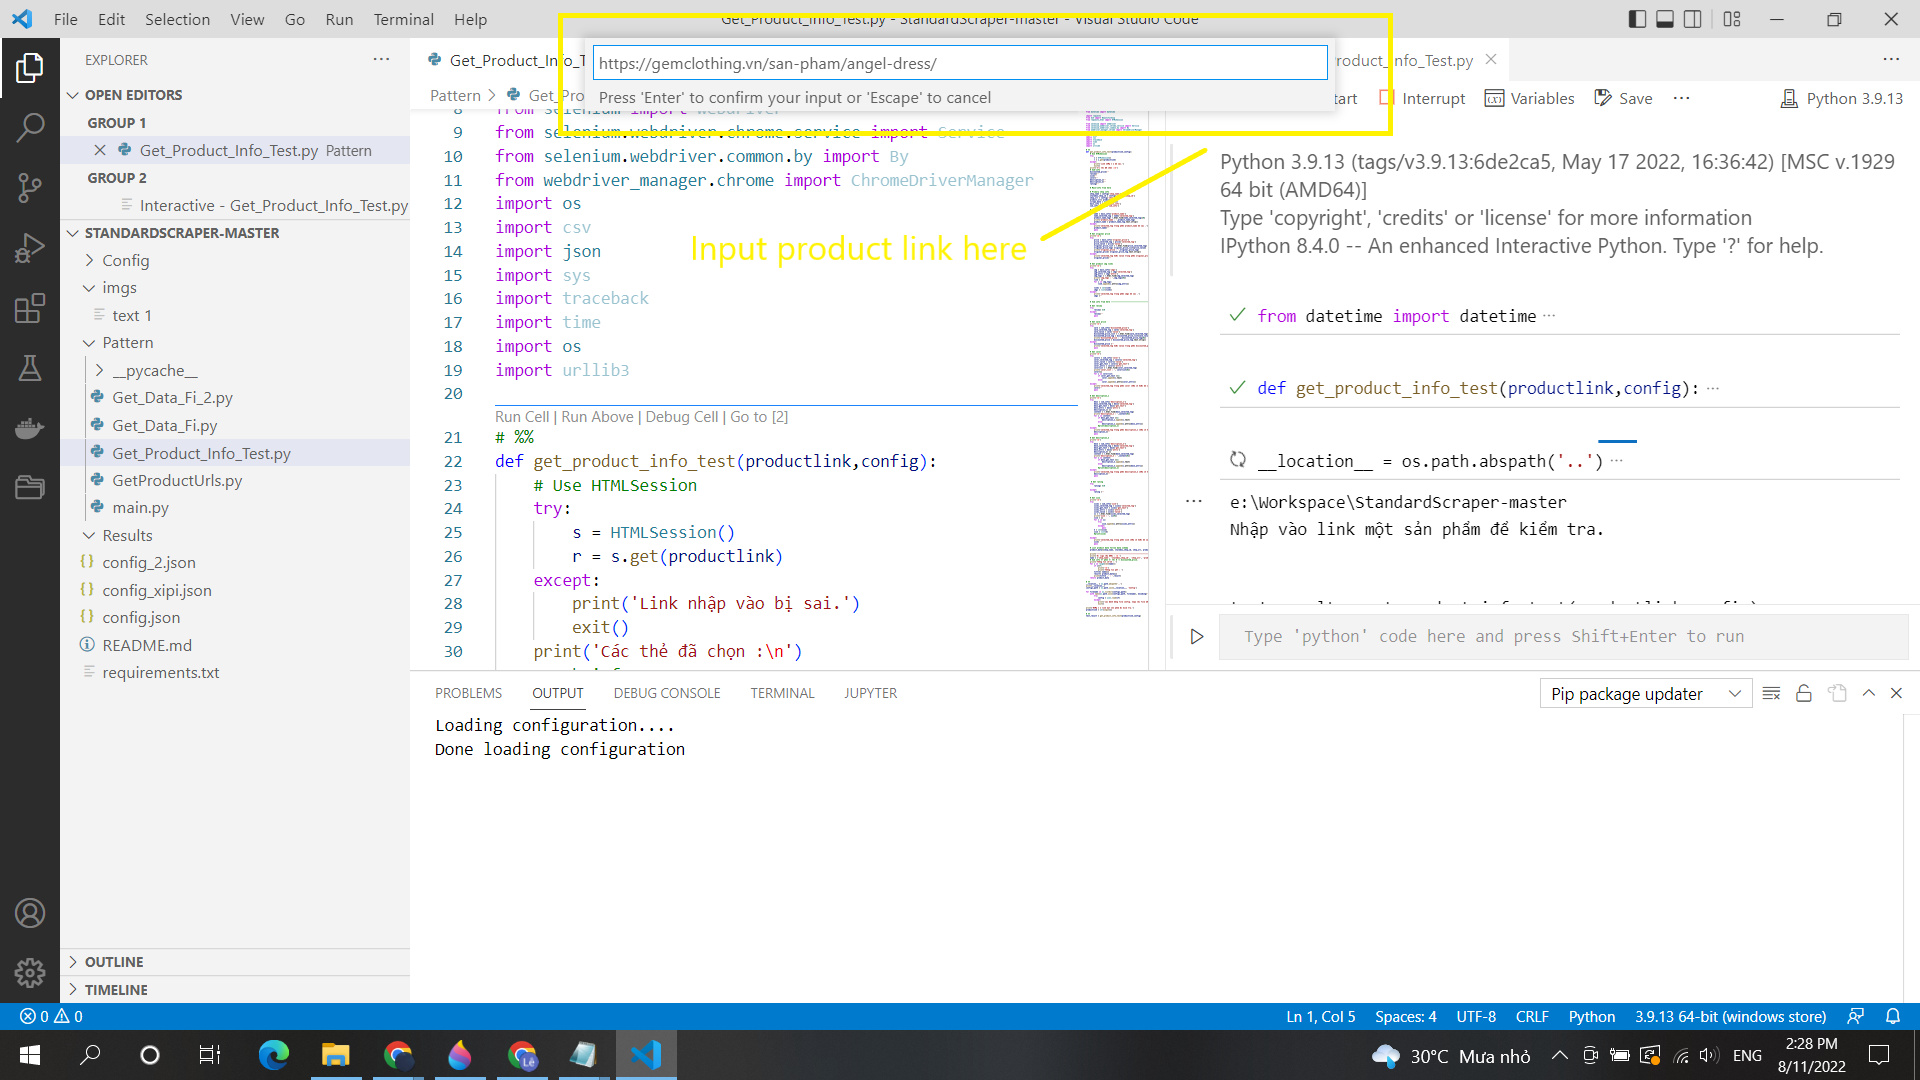 File Edit Selection View Go Run Terminal Help
Get_Product_Info_Test.py - StandardScraper-master - Visual Studio Code
https://gemclothing.vn/san-pham/angel-dress/
Press 'Enter' to confirm your input or 'Escape' to cancel
Input product link here
EXPLORER
OPEN EDITORS
GROUP 1
Get_Product_Info_Test.py Pattern
GROUP 2
Interactive - Get_Product_Info_Test.py
STANDARDSCRAPER-MASTER
Config
imgs
text 1
Pattern
__pycache__
Get_Data_Fi_2.py
Get_Data_Fi.py
Get_Product_Info_Test.py
GetProductUrls.py
main.py
Results
config_2.json
config_xipi.json
config.json
README.md
requirements.txt
OUTLINE
TIMELINE
Get_Product_Info_T
Pattern > Get_Pro
8 from selenium import webdriver
9 from selenium.webdriver.chrome.service import Service
10 from selenium.webdriver.common.by import By
11 from webdriver_manager.chrome import ChromeDriverManager
12 import os
13 import csv
14 import json
15 import sys
16 import traceback
17 import time
18 import os
19 import urllib3
20
Run Cell | Run Above | Debug Cell | Go to [2]
21 # %%
22 def get_product_info_test(productlink,config):
23 # Use HTMLSession
24 try:
25 s = HTMLSession()
26 r = s.get(productlink)
27 except:
28 print('Link nhập vào bị sai.')
29 exit()
30 print('Các thẻ đã chọn :\n')
roduct_Info_Test.py
tart Interrupt Variables Save ··· Python 3.9.13
Python 3.9.13 (tags/v3.9.13:6de2ca5, May 17 2022, 16:36:42) [MSC v.1929
64 bit (AMD64)]
Type 'copyright', 'credits' or 'license' for more information
IPython 8.4.0 -- An enhanced Interactive Python. Type '?' for help.
from datetime import datetime ···
def get_product_info_test(productlink,config): ···
__location__ = os.path.abspath('..') ···
e:\Workspace\StandardScraper-master
Nhập vào link một sản phẩm để kiểm tra.
Type 'python' code here and press Shift+Enter to run
PROBLEMS OUTPUT DEBUG CONSOLE TERMINAL JUPYTER
Pip package updater
Loading configuration....
Done loading configuration
0 0
Ln 1, Col 5 Spaces: 4 UTF-8 CRLF Python 3.9.13 64-bit (windows store)
Lê
30°C Mưa nhỏ
ENG
2:28 PM
8/11/2022